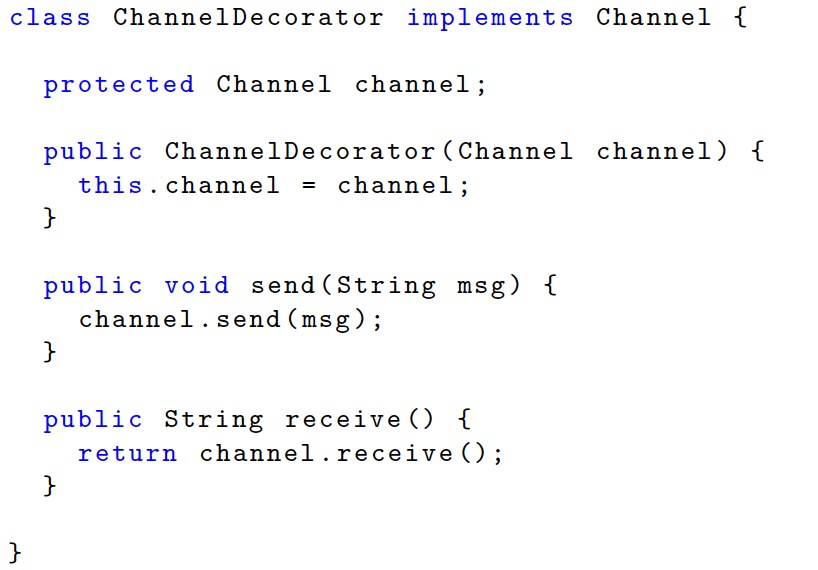 class ChannelDecorator implements Channel {
protected Channel channel;
public ChannelDecorator(Channel channel) {
this.channel = channel;
}
public void send(String msg) {
channel.send(msg);
}
public String receive() {
return channel.receive();
}
}